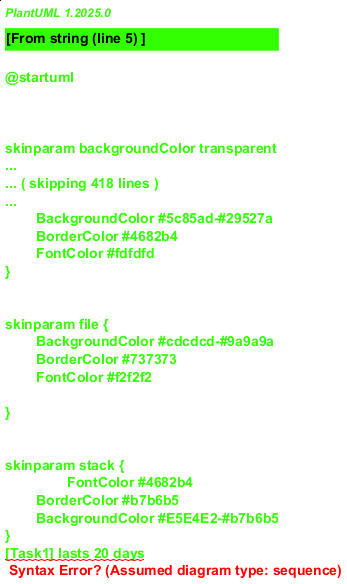 PlantUML 1.2025.0
[From string (line 5) ]
@startuml
skinparam backgroundColor transparent
...
... ( skipping 418 lines )
...
BackgroundColor #5c85ad-#29527a
BorderColor #4682b4
FontColor #fdfdfd
}
skinparam file {
BackgroundColor #cdcdcd-#9a9a9a
BorderColor #737373
FontColor #f2f2f2
}
skinparam stack {
FontColor #4682b4
BorderColor #b7b6b5
BackgroundColor #E5E4E2-#b7b6b5
}
[Task1] lasts 20 days
Syntax Error? (Assumed diagram type: sequence)